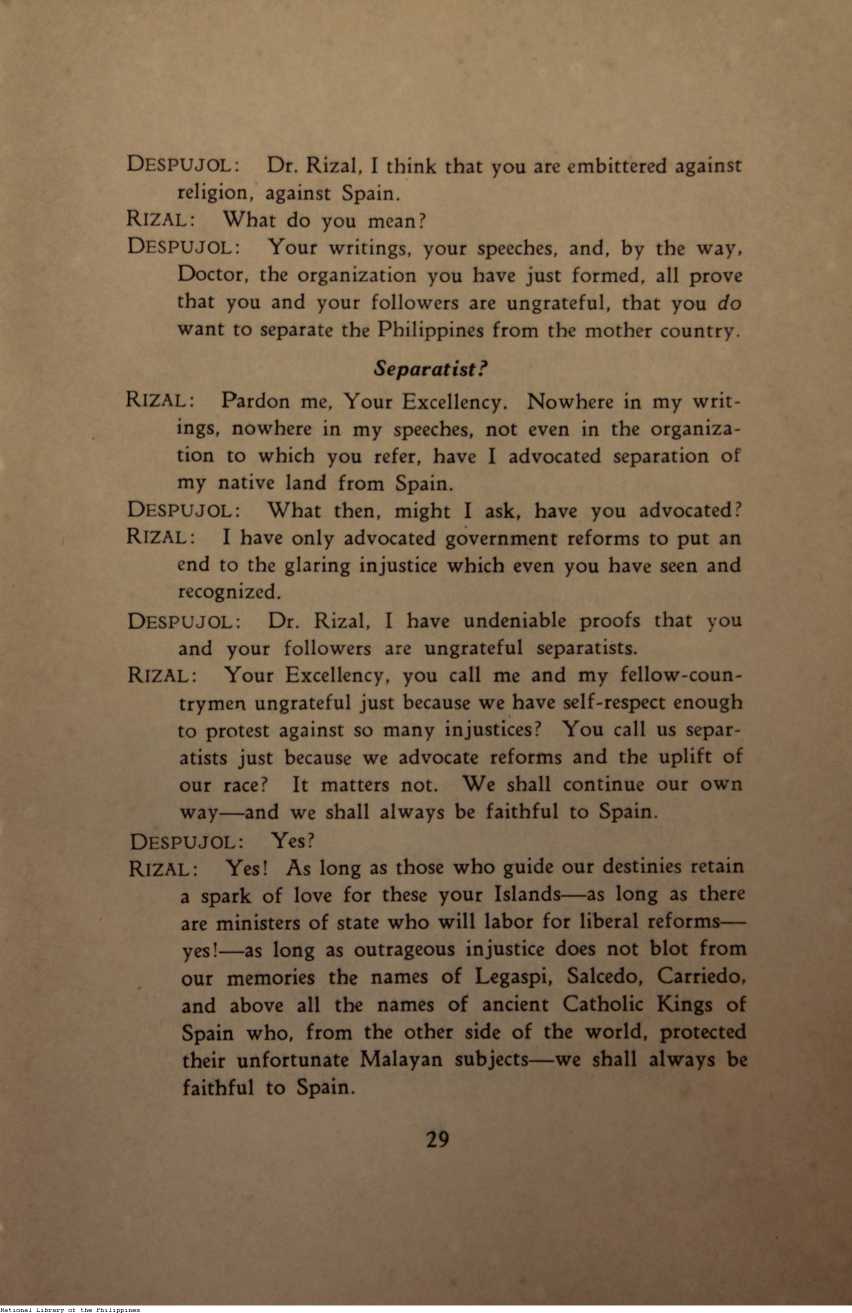 DESPUJOL: Dr. Rizal, I think that you are embittered against
religion, against Spain.
RIZAL: What do you mean?
DESPUJOL: Your writings, your speeches, and, by the way,
Doctor, the organization you have just formed, all prove
that you and your followers are ungrateful, that you do
want to separate the Philippines from the mother country.
Separatist?
RIZAL: Pardon me, Your Excellency. Nowhere in my writ-
ings, nowhere in my speeches, not even in the organiza-
tion to which you refer, have I advocated separation of
my native land from Spain.
DESPUJOL: What then, might I ask, have you advocated?
RIZAL: I have only advocated government reforms to put an
end to the glaring injustice which even you have seen and
recognized.
DESPUJOL: Dr. Rizal, I have undeniable proofs that you
and your followers are ungrateful separatists.
RIZAL: Your Excellency, you call me and my fellow-coun-
trymen ungrateful just because we have self-respect enough
to protest against so many injustices? You call us separ-
atists just because we advocate reforms and the uplift of
our race? It matters not. We shall continue our own
way—and we shall always be faithful to Spain.
DESPUJOL: Yes?
RIZAL: Yes! As long as those who guide our destinies retain
a spark of love for these your Islands—as long as there
are ministers of state who will labor for liberal reforms—
yes!—as long as outrageous injustice does not blot from
our memories the names of Legaspi, Salcedo, Carriedo,
and above all the names of ancient Catholic Kings of
Spain who, from the other side of the world, protected
their unfortunate Malayan subjects—we shall always be
faithful to Spain.
29
National Library of the Philippines